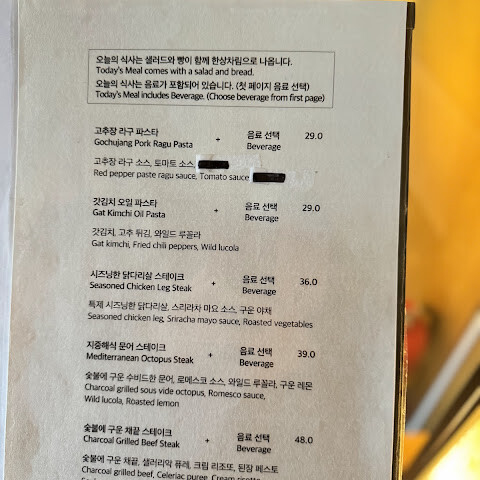 오늘의 식사는 샐러드와 빵이 함께 한상차림으로 나옵니다.
Today's Meal comes with a salad and bread.
오늘의 식사는 음료가 포함되어 있습니다. (첫 페이지 음료 선택)
Today's Meal includes Beverage. (Choose beverage from first page)
고추장 라구 파스타 + 음료 선택 29.0
Gochujang Pork Ragu Pasta Beverage
고추장 라구 소스, 토마토 소스,
Red pepper paste ragu sauce, Tomato sauce
갓김치 오일 파스타 + 음료 선택 29.0
Gat Kimchi Oil Pasta Beverage
갓김치, 고추 튀김, 와일드 루꼴라
Gat kimchi, Fried chili peppers, Wild lucola
시즈닝한 닭다리살 스테이크 + 음료 선택 36.0
Seasoned Chicken Leg Steak Beverage
특제 시즈닝한 닭다리살, 스리라차 마요 소스, 구운 야채
Seasoned chicken leg, Sriracha mayo sauce, Roasted vegetables
지중해식 문어 스테이크 + 음료 선택 39.0
Mediterranean Octopus Steak Beverage
숯불에 구운 수비드한 문어, 로메스코 소스, 와일드 루꼴라, 구운 레몬
Charcoal grilled sous vide octopus, Romesco sauce,
Wild lucola, Roasted lemon
숯불에 구운 채끝 스테이크 + 음료 선택 48.0
Charcoal Grilled Beef Steak Beverage
숯불에 구운 채끝, 샐러리악 퓨레, 크림 리조또, 된장 페스토
Charcoal grilled beef, Celeriac puree, Cream risotto